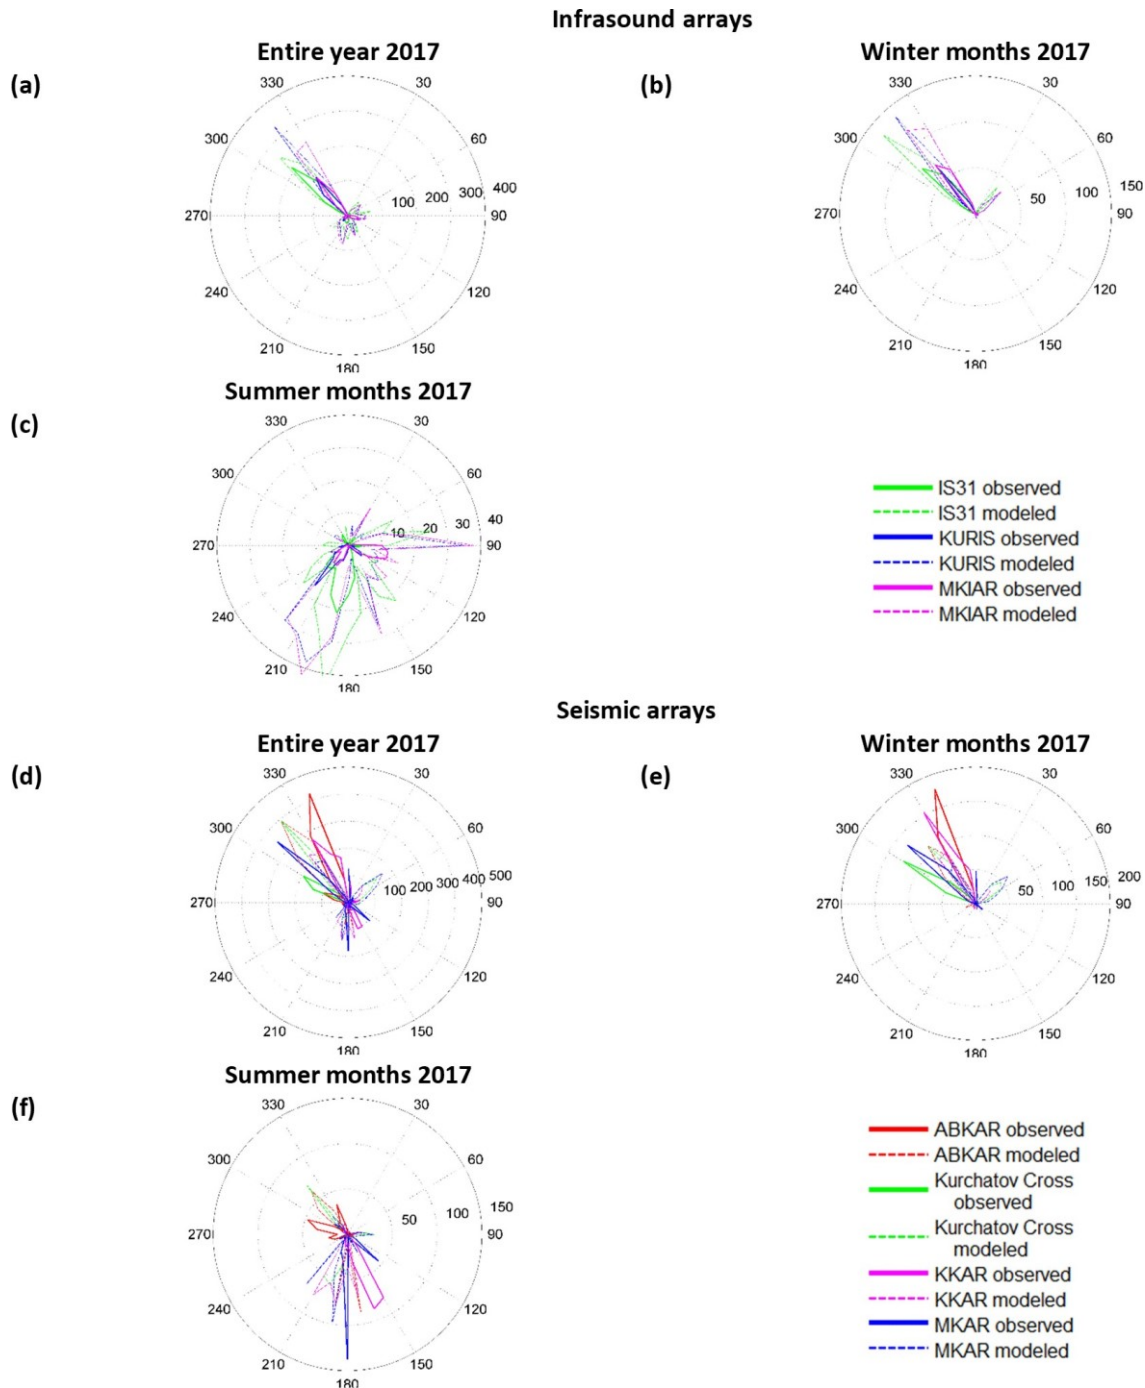 Infrasound arrays
Entire year 2017
Winter months 2017
(a)
(b)
330
30
300
60
270
100
200
300
400
90
240
120
210
150
180
330
30
300
60
270
50
100
150
90
240
120
210
150
180
Summer months 2017
(c)
330
30
300
60
270
10
20
30
40
90
240
120
210
150
180
IS31 observed
IS31 modeled
KURIS observed
KURIS modeled
MKIAR observed
MKIAR modeled
Seismic arrays
Entire year 2017
Winter months 2017
(d)
(e)
330
30
300
60
270
100
200
300
400
500
90
240
120
210
150
180
330
30
300
60
270
50
100
150
200
90
240
120
210
150
180
Summer months 2017
(f)
330
30
300
60
270
50
100
150
90
240
120
210
150
180
ABKAR observed
ABKAR modeled
Kurchatov Cross
observed
Kurchatov Cross
modeled
KKAR observed
KKAR modeled
MKAR observed
MKAR modeled